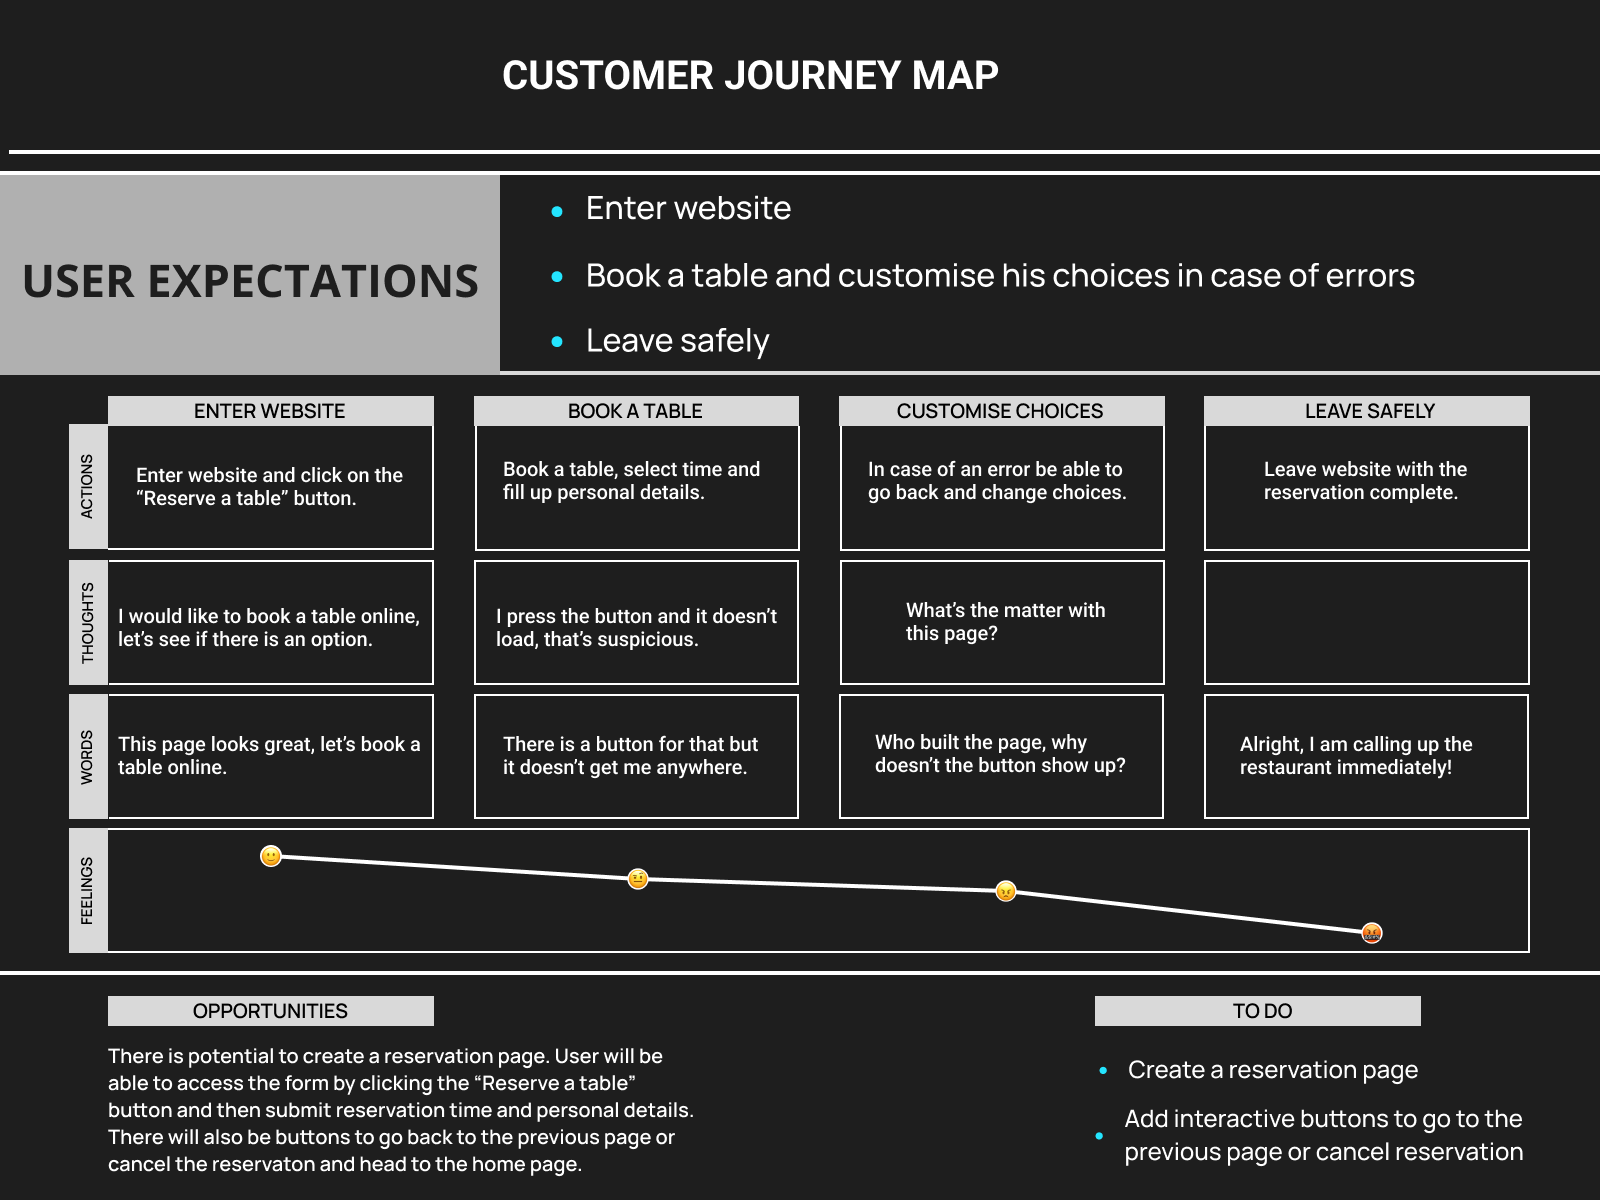 CUSTOMER JOURNEY MAP
USER EXPECTATIONS
• Enter website
• Book a table and customise his choices in case of errors
• Leave safely
ENTER WEBSITE
BOOK A TABLE
CUSTOMISE CHOICES
LEAVE SAFELY
ACTIONS
Enter website and click on the
“Reserve a table” button.
Book a table, select time and
fill up personal details.
In case of an error be able to
go back and change choices.
Leave website with the
reservation complete.
THOUGHTS
I would like to book a table online,
let’s see if there is an option.
I press the button and it doesn’t
load, that’s suspicious.
What’s the matter with
this page?
WORDS
This page looks great, let’s book a
table online.
There is a button for that but
it doesn’t get me anywhere.
Who built the page, why
doesn’t the button show up?
Alright, I am calling up the
restaurant immediately!
FEELINGS
OPPORTUNITIES
There is potential to create a reservation page. User will be
able to access the form by clicking the “Reserve a table”
button and then submit reservation time and personal details.
There will also be buttons to go back to the previous page or
cancel the reservaton and head to the home page.
TO DO
• Create a reservation page
• Add interactive buttons to go to the
previous page or cancel reservation